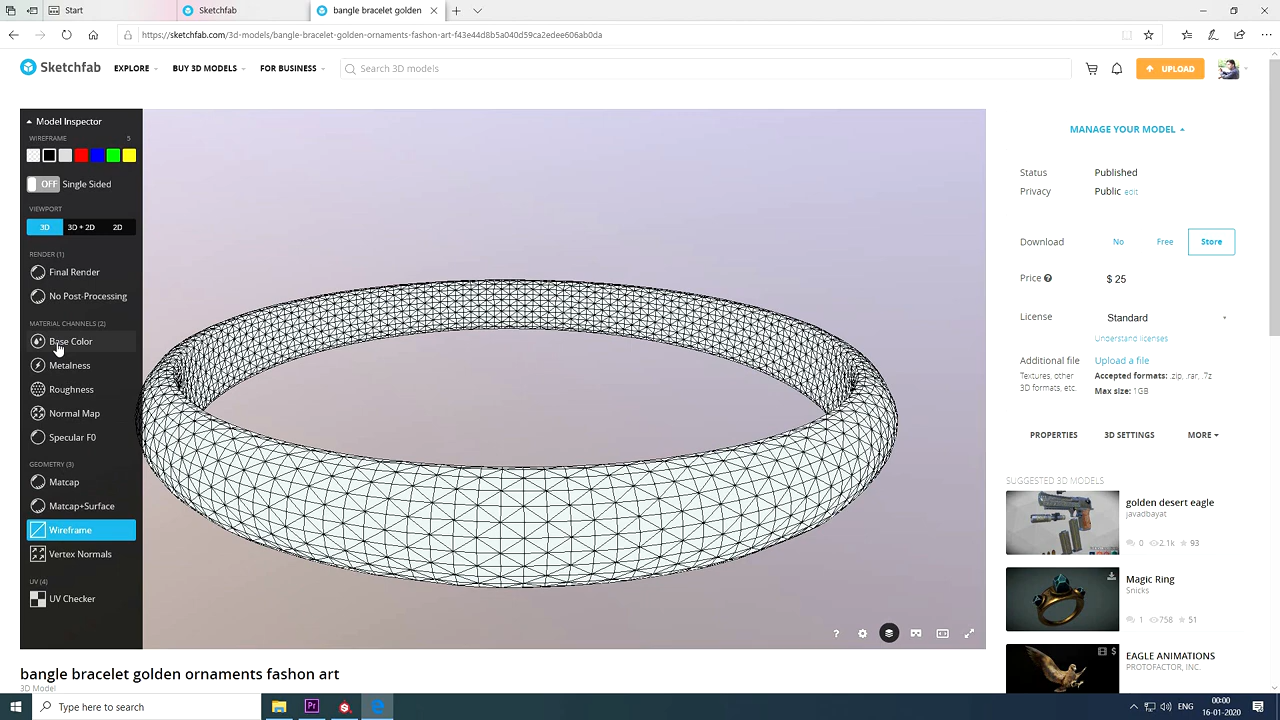 Start
Sketchfab
bangle bracelet golden
https://sketchfab.com/3d-models/bangle-bracelet-golden-ornaments-fashon-art-f43e44d8b5a040d59ca2edee606ab0da
Sketchfab
EXPLORE
BUY 3D MODELS
FOR BUSINESS
Search 3D models
UPLOAD
Model Inspector
WIREFRAME 5
OFF Single Sided
VIEWPORT
3D 3D + 2D 2D
RENDER (1)
Final Render
No Post-Processing
MATERIAL CHANNELS (2)
Base Color
Metalness
Roughness
Normal Map
Specular F0
GEOMETRY (3)
Matcap
Matcap+Surface
Wireframe
Vertex Normals
UV (4)
UV Checker
?
bangle bracelet golden ornaments fashon art
3D Model
MANAGE YOUR MODEL
Status Published
Privacy Public edit
Download No Free Store
Price ? $ 25
License Standard
Understand licenses
Additional file Upload a file
Textures, other
3D formats, etc.
Accepted formats: .zip, .rar, .7z
Max size: 1GB
PROPERTIES 3D SETTINGS MORE
SUGGESTED 3D MODELS
golden desert eagle
javadbayat
0 2.1k 93
Magic Ring
Snicks
1 758 51
$
EAGLE ANIMATIONS
PROTOFACTOR, INC.
Type here to search
Pr
ENG
00:00
16-01-2020